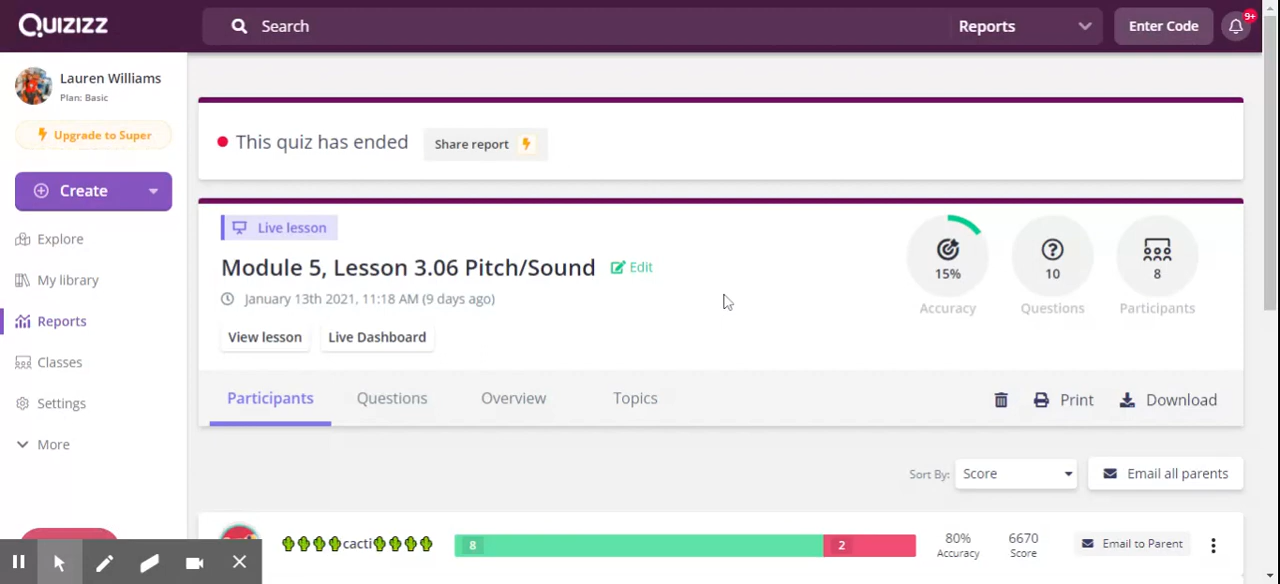 QUIZIZZ
Search
Reports
Enter Code
9+
Lauren Williams
Plan: Basic
Upgrade to Super
Create
Explore
My library
Reports
Classes
Settings
More
This quiz has ended
Share report
Live lesson
Module 5, Lesson 3.06 Pitch/Sound
Edit
January 13th 2021, 11:18 AM (9 days ago)
View lesson
Live Dashboard
15%
Accuracy
10
Questions
8
Participants
Participants
Questions
Overview
Topics
Print
Download
Sort By:
Score
Email all parents
cacti
8
2
80%
Accuracy
6670
Score
Email to Parent